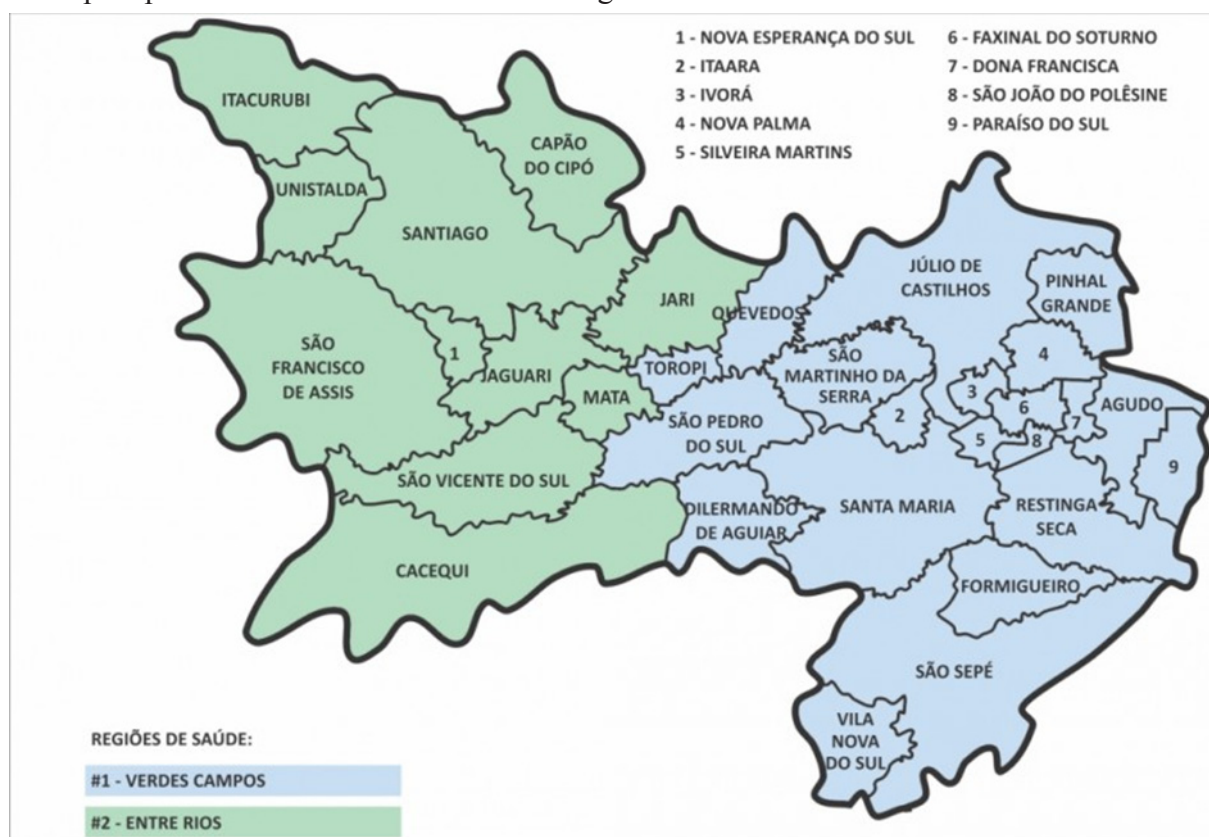 1 - NOVA ESPERANÇA DO SUL
2 - ITAARA
3 - IVORÁ
4 - NOVA PALMA
5 - SILVEIRA MARTINS
6 - FAXINAL DO SOTURNO
7 - DONA FRANCISCA
8 - SÃO JOÃO DO POLÊSINE
9 - PARAÍSO DO SUL
ITACURUBI
CAPÃO
DO CIPÓ
UNISTALDA
SANTIAGO
JARI
QUEVEDOS
JÚLIO DE
CASTILHOS
PINHAL
GRANDE
SÃO
FRANCISCO
DE ASSIS
1
JAGUARI
MATA
TOROPI
SÃO
MARTINHO DA
SERRA
2
3
4
5
6
7
8
AGUDO
9
SÃO PEDRO
DO SUL
SÃO VICENTE DO SUL
CACEQUI
DILERMANDO
DE AGUIAR
SANTA MARIA
RESTINGA
SECA
FORMIGUEIRO
SÃO SEPÉ
VILA
NOVA
DO SUL
REGIÕES DE SAÚDE:
#1 - VERDES CAMPOS
#2 - ENTRE RIOS